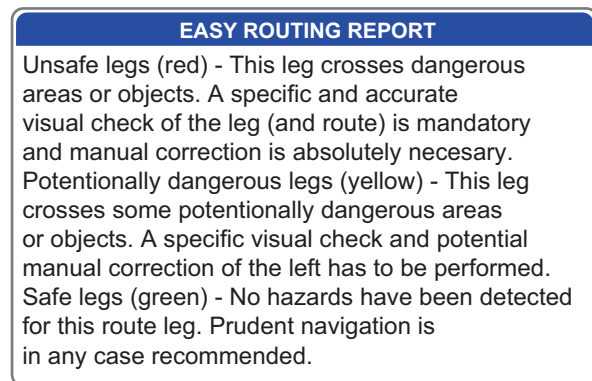 EASY ROUTING REPORT
Unsafe legs (red) - This leg crosses dangerous
areas or objects. A specific and accurate
visual check of the leg (and route) is mandatory
and manual correction is absolutely necesary.
Potentially dangerous legs (yellow) - This leg
crosses some potentially dangerous areas
or objects. A specific visual check and potential
manual correction of the left has to be performed.
Safe legs (green) - No hazards have been detected
for this route leg. Prudent navigation is
in any case recommended.